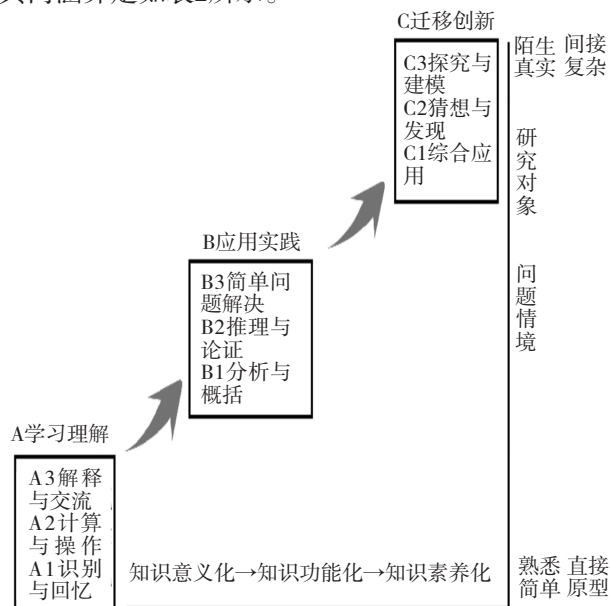 C迁移创新
C3探究与
建模
C2猜想与
发现
C1综合应
用
陌生 间接
真实 复杂
研
究
对
象
问
题
情
境
B应用实践
B3简单问
题解决
B2推理与
论证
B1分析与
概括
A学习理解
A3解释
与交流
A2计算
与操作
A1识别
与回忆
知识意义化→知识功能化→知识素养化
熟悉 直接
简单 原型